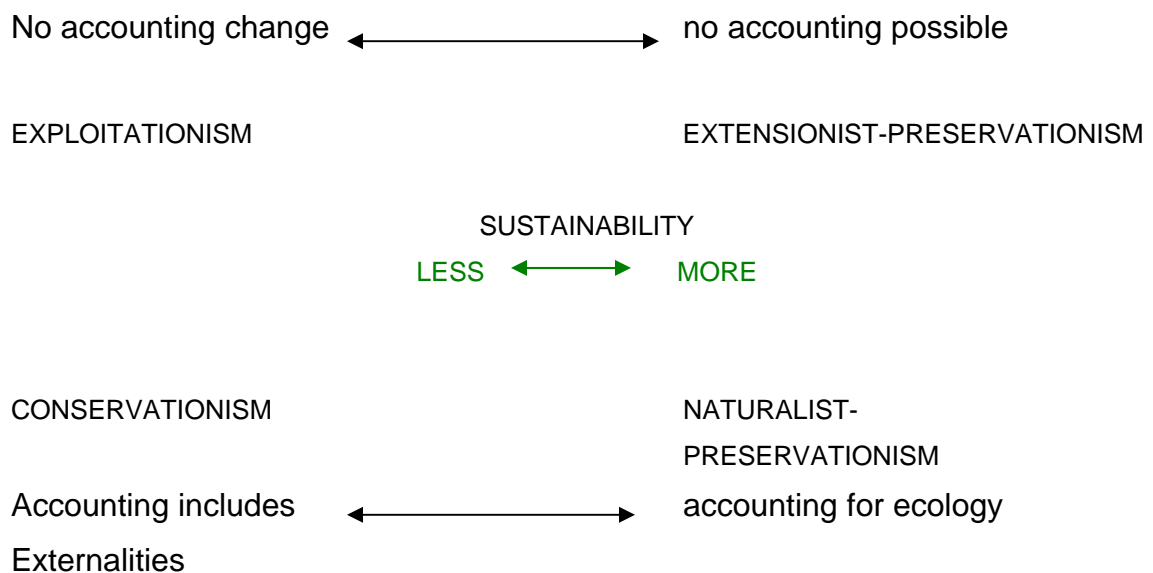 No accounting change no accounting possible
EXPLOITATIONISM EXTENSIONIST-PRESERVATIONISM
SUSTAINABILITY
LESS MORE
CONSERVATIONISM NATURALIST-
PRESERVATIONISM
Accounting includes accounting for ecology
Externalities